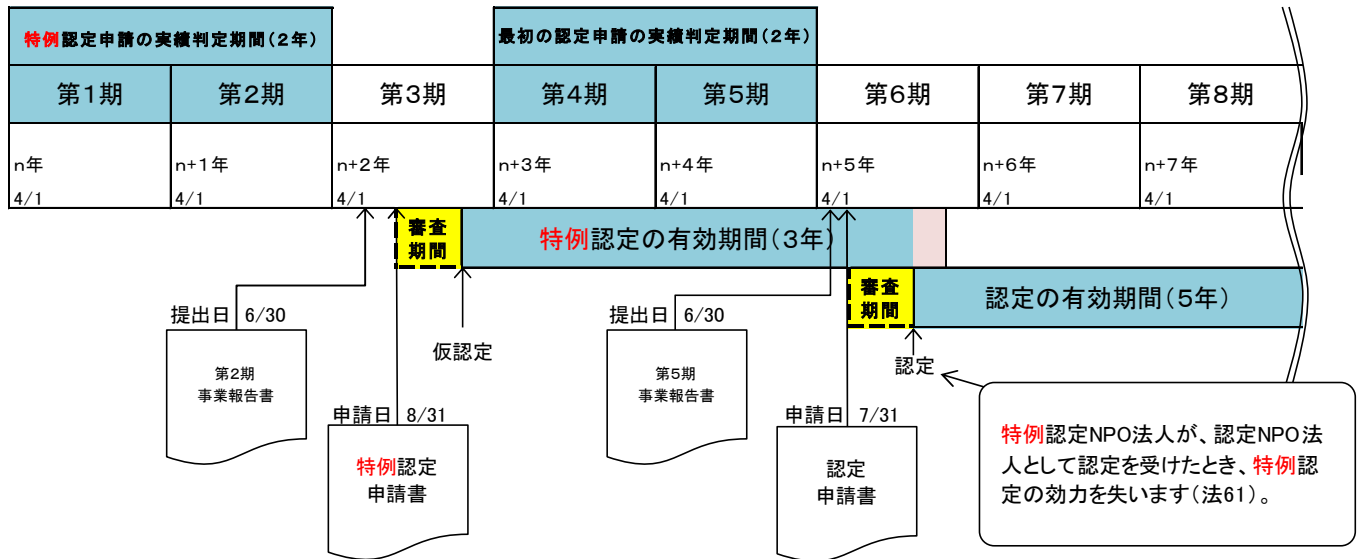 特例認定申請の実績判定期間(2年)
最初の認定申請の実績判定期間(2年)
第1期
第2期
第3期
第4期
第5期
第6期
第7期
第8期
n年
n+1年
n+2年
n+3年
n+4年
n+5年
n+6年
n+7年
4/1
4/1
4/1
4/1
4/1
4/1
4/1
4/1
審査
期間
特例認定の有効期間(3年)
審査
期間
認定の有効期間(5年)
提出日 6/30
仮認定
提出日 6/30
認定
第2期
事業報告書
第5期
事業報告書
申請日 8/31
申請日 7/31
特例認定
申請書
認定
申請書
特例認定NPO法人が、認定NPO法
人として認定を受けたとき、特例認
定の効力を失います(法61)。